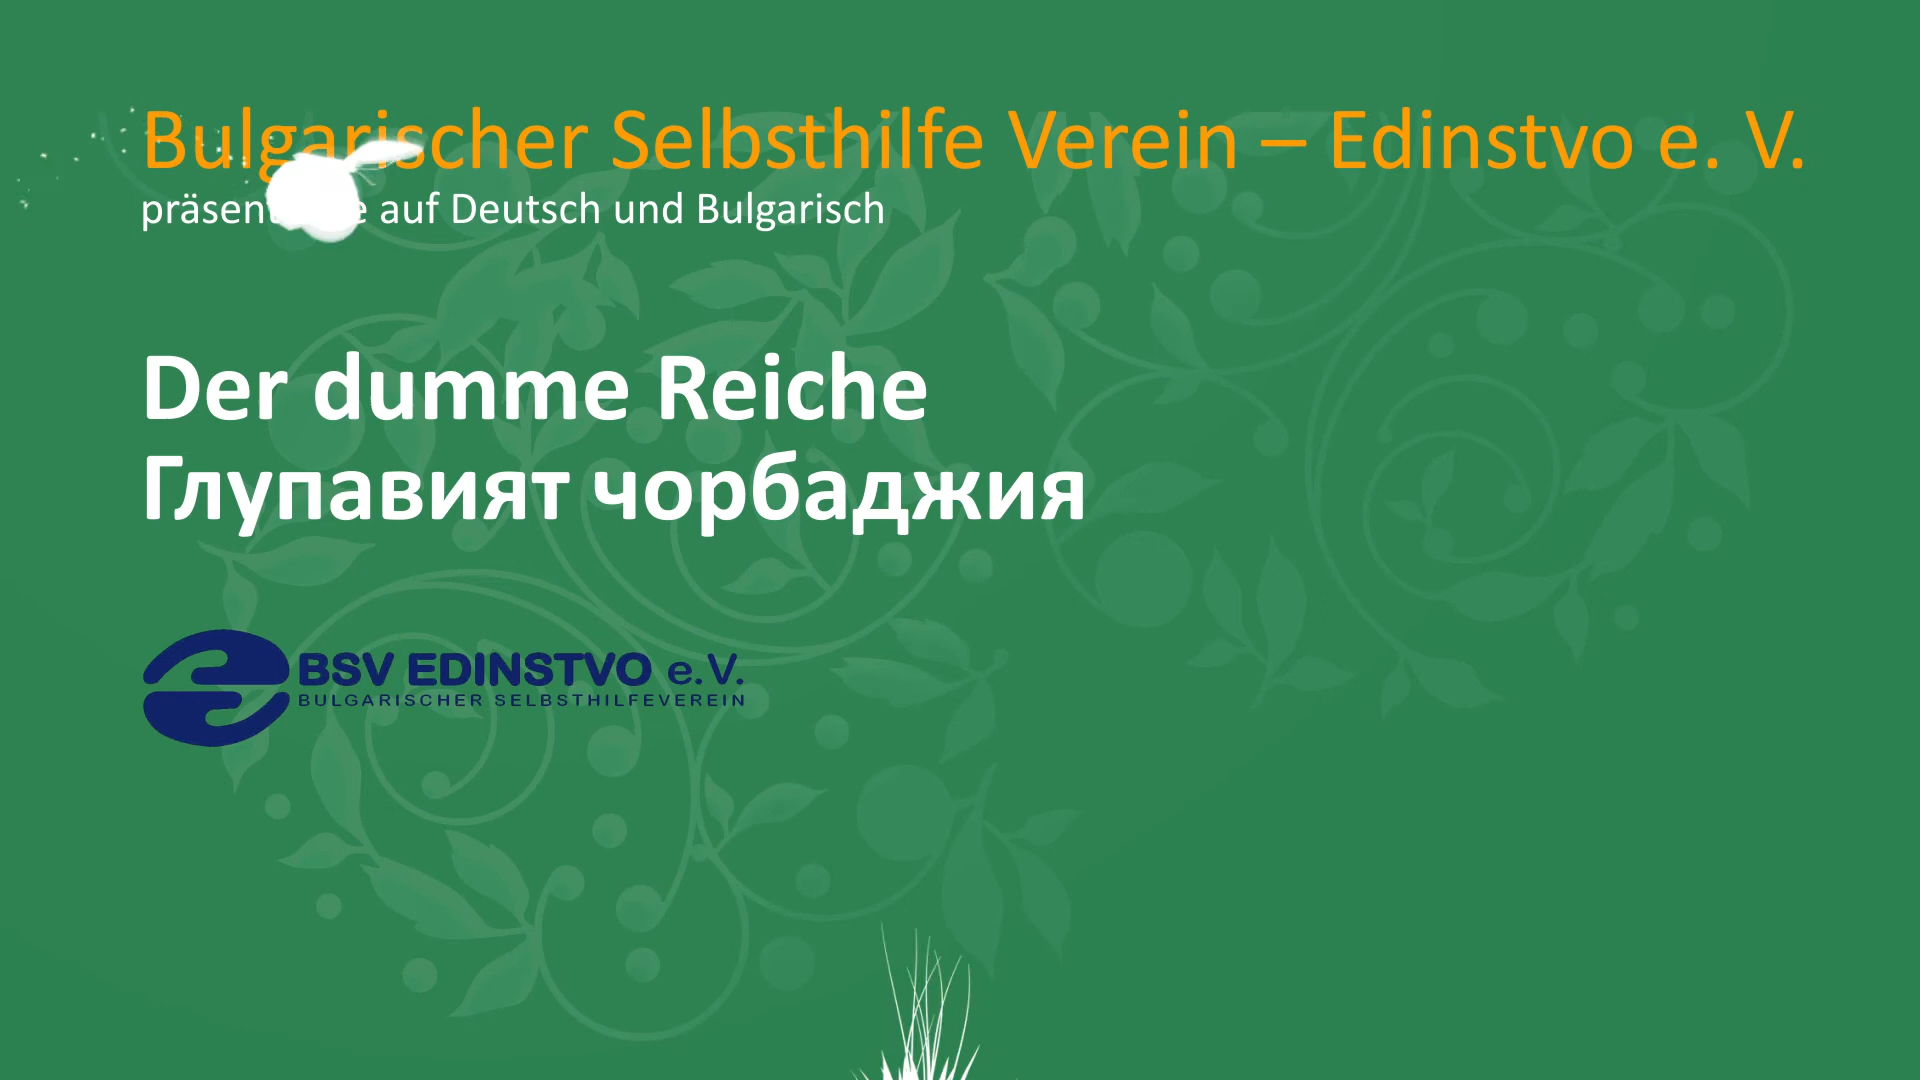 Bulgarischer Selbsthilfe Verein – Edinstvo e. V.
auf Deutsch und Bulgarisch
Der dumme Reiche
Глупавият чорбаджия
BSV EDINSTVO e.V.
BULGARISCHER SELBSTHILFEVEREIN